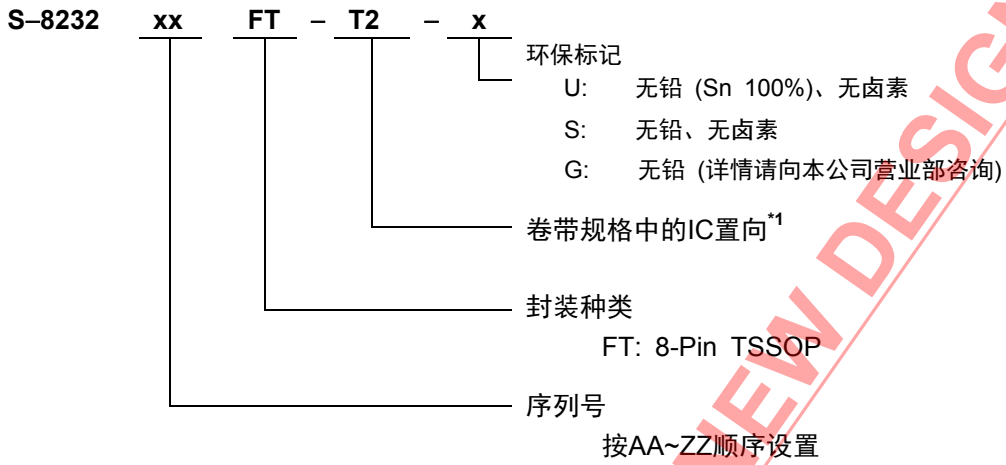 S–8232 xx FT – T2 – x
环保标记
U: 无铅 (Sn 100%)、无卤素
S: 无铅、无卤素
G: 无铅 (详情请向本公司营业部咨询)
卷带规格中的IC置向*1
封装种类
FT: 8-Pin TSSOP
序列号
按AA~ZZ顺序设置
NEW DESIG